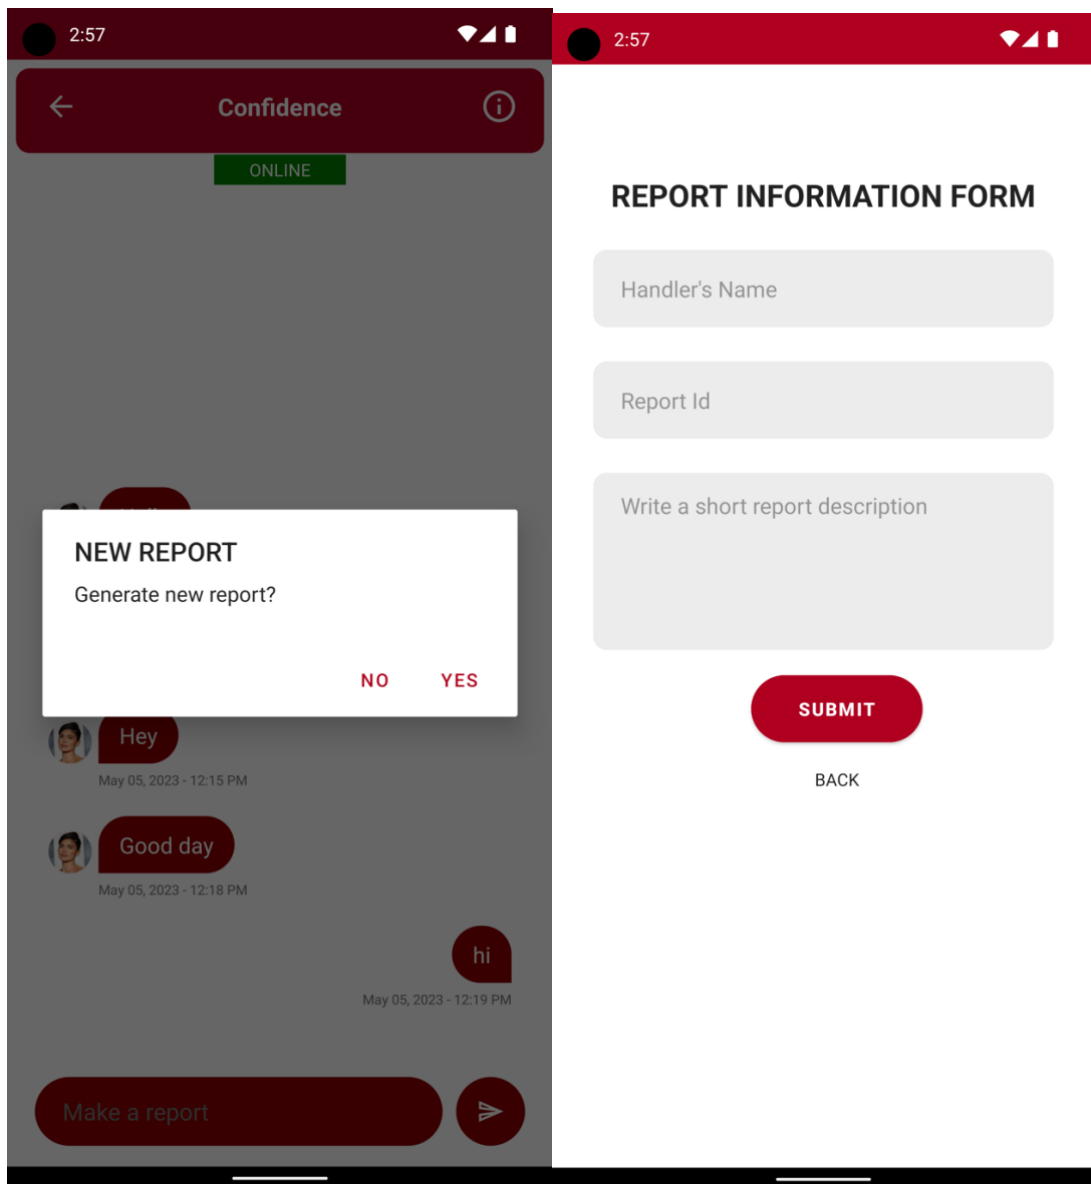 2:57
Confidence
ONLINE
NEW REPORT
Generate new report?
NO YES
Hey
May 05, 2023 - 12:15 PM
Good day
May 05, 2023 - 12:18 PM
hi
May 05, 2023 - 12:19 PM
Make a report
2:57
REPORT INFORMATION FORM
Handler's Name
Report Id
Write a short report description
SUBMIT
BACK